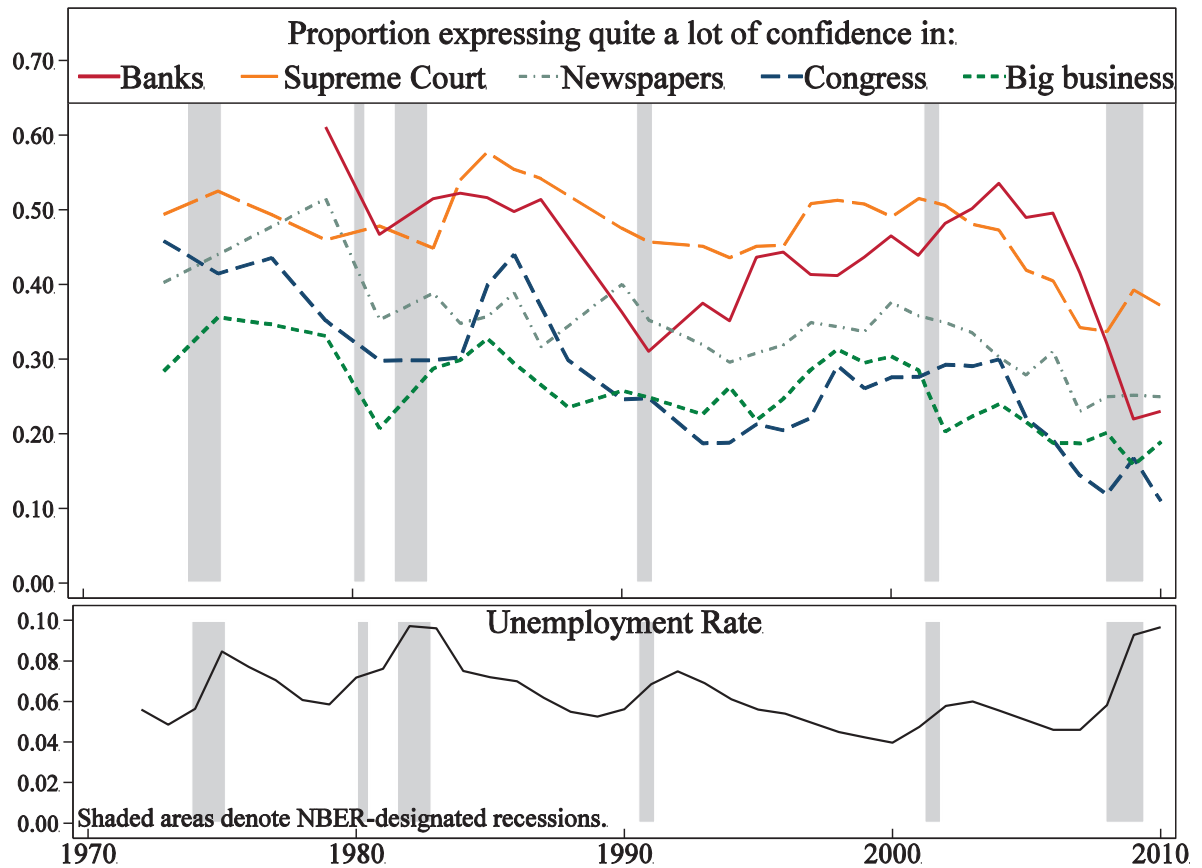 Proportion expressing quite a lot of confidence in:
Banks Supreme Court Newspapers Congress Big business
0.70
0.60
0.50
0.40
0.30
0.20
0.10
0.00
Unemployment Rate
0.10
0.08
0.06
0.04
0.02
0.00
Shaded areas denote NBER-designated recessions.
1970 1980 1990 2000 2010